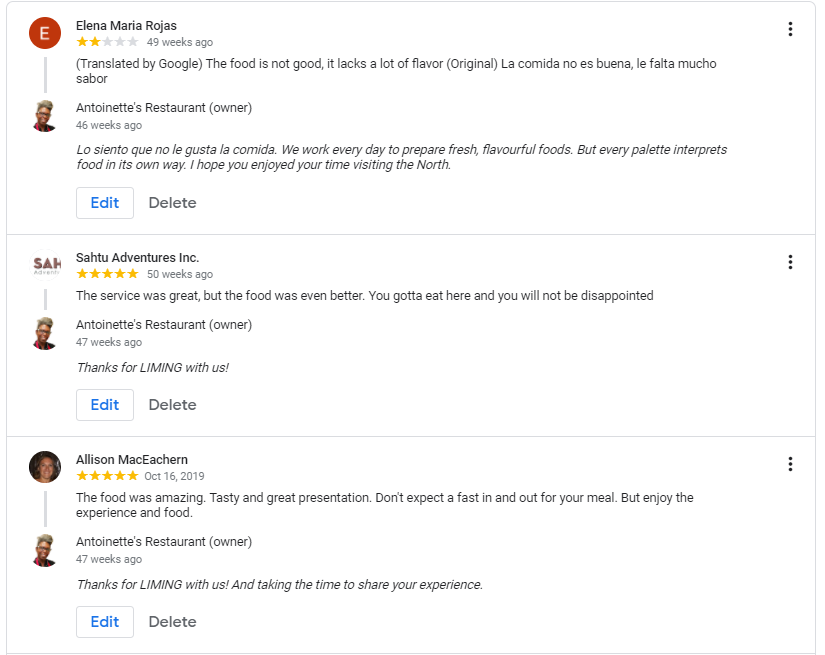 E
Elena Maria Rojas
49 weeks ago
(Translated by Google) The food is not good, it lacks a lot of flavor (Original) La comida no es buena, le falta mucho
sabor
Antoinette's Restaurant (owner)
46 weeks ago
Lo siento que no le gusta la comida. We work every day to prepare fresh, flavourful foods. But every palette interprets
food in its own way. I hope you enjoyed your time visiting the North.
Edit Delete
SAH
Adventi
Sahtu Adventures Inc.
50 weeks ago
The service was great, but the food was even better. You gotta eat here and you will not be disappointed
Antoinette's Restaurant (owner)
47 weeks ago
Thanks for LIMING with us!
Edit Delete
Allison MacEachern
Oct 16, 2019
The food was amazing. Tasty and great presentation. Don't expect a fast in and out for your meal. But enjoy the
experience and food.
Antoinette's Restaurant (owner)
47 weeks ago
Thanks for LIMING with us! And taking the time to share your experience.
Edit Delete